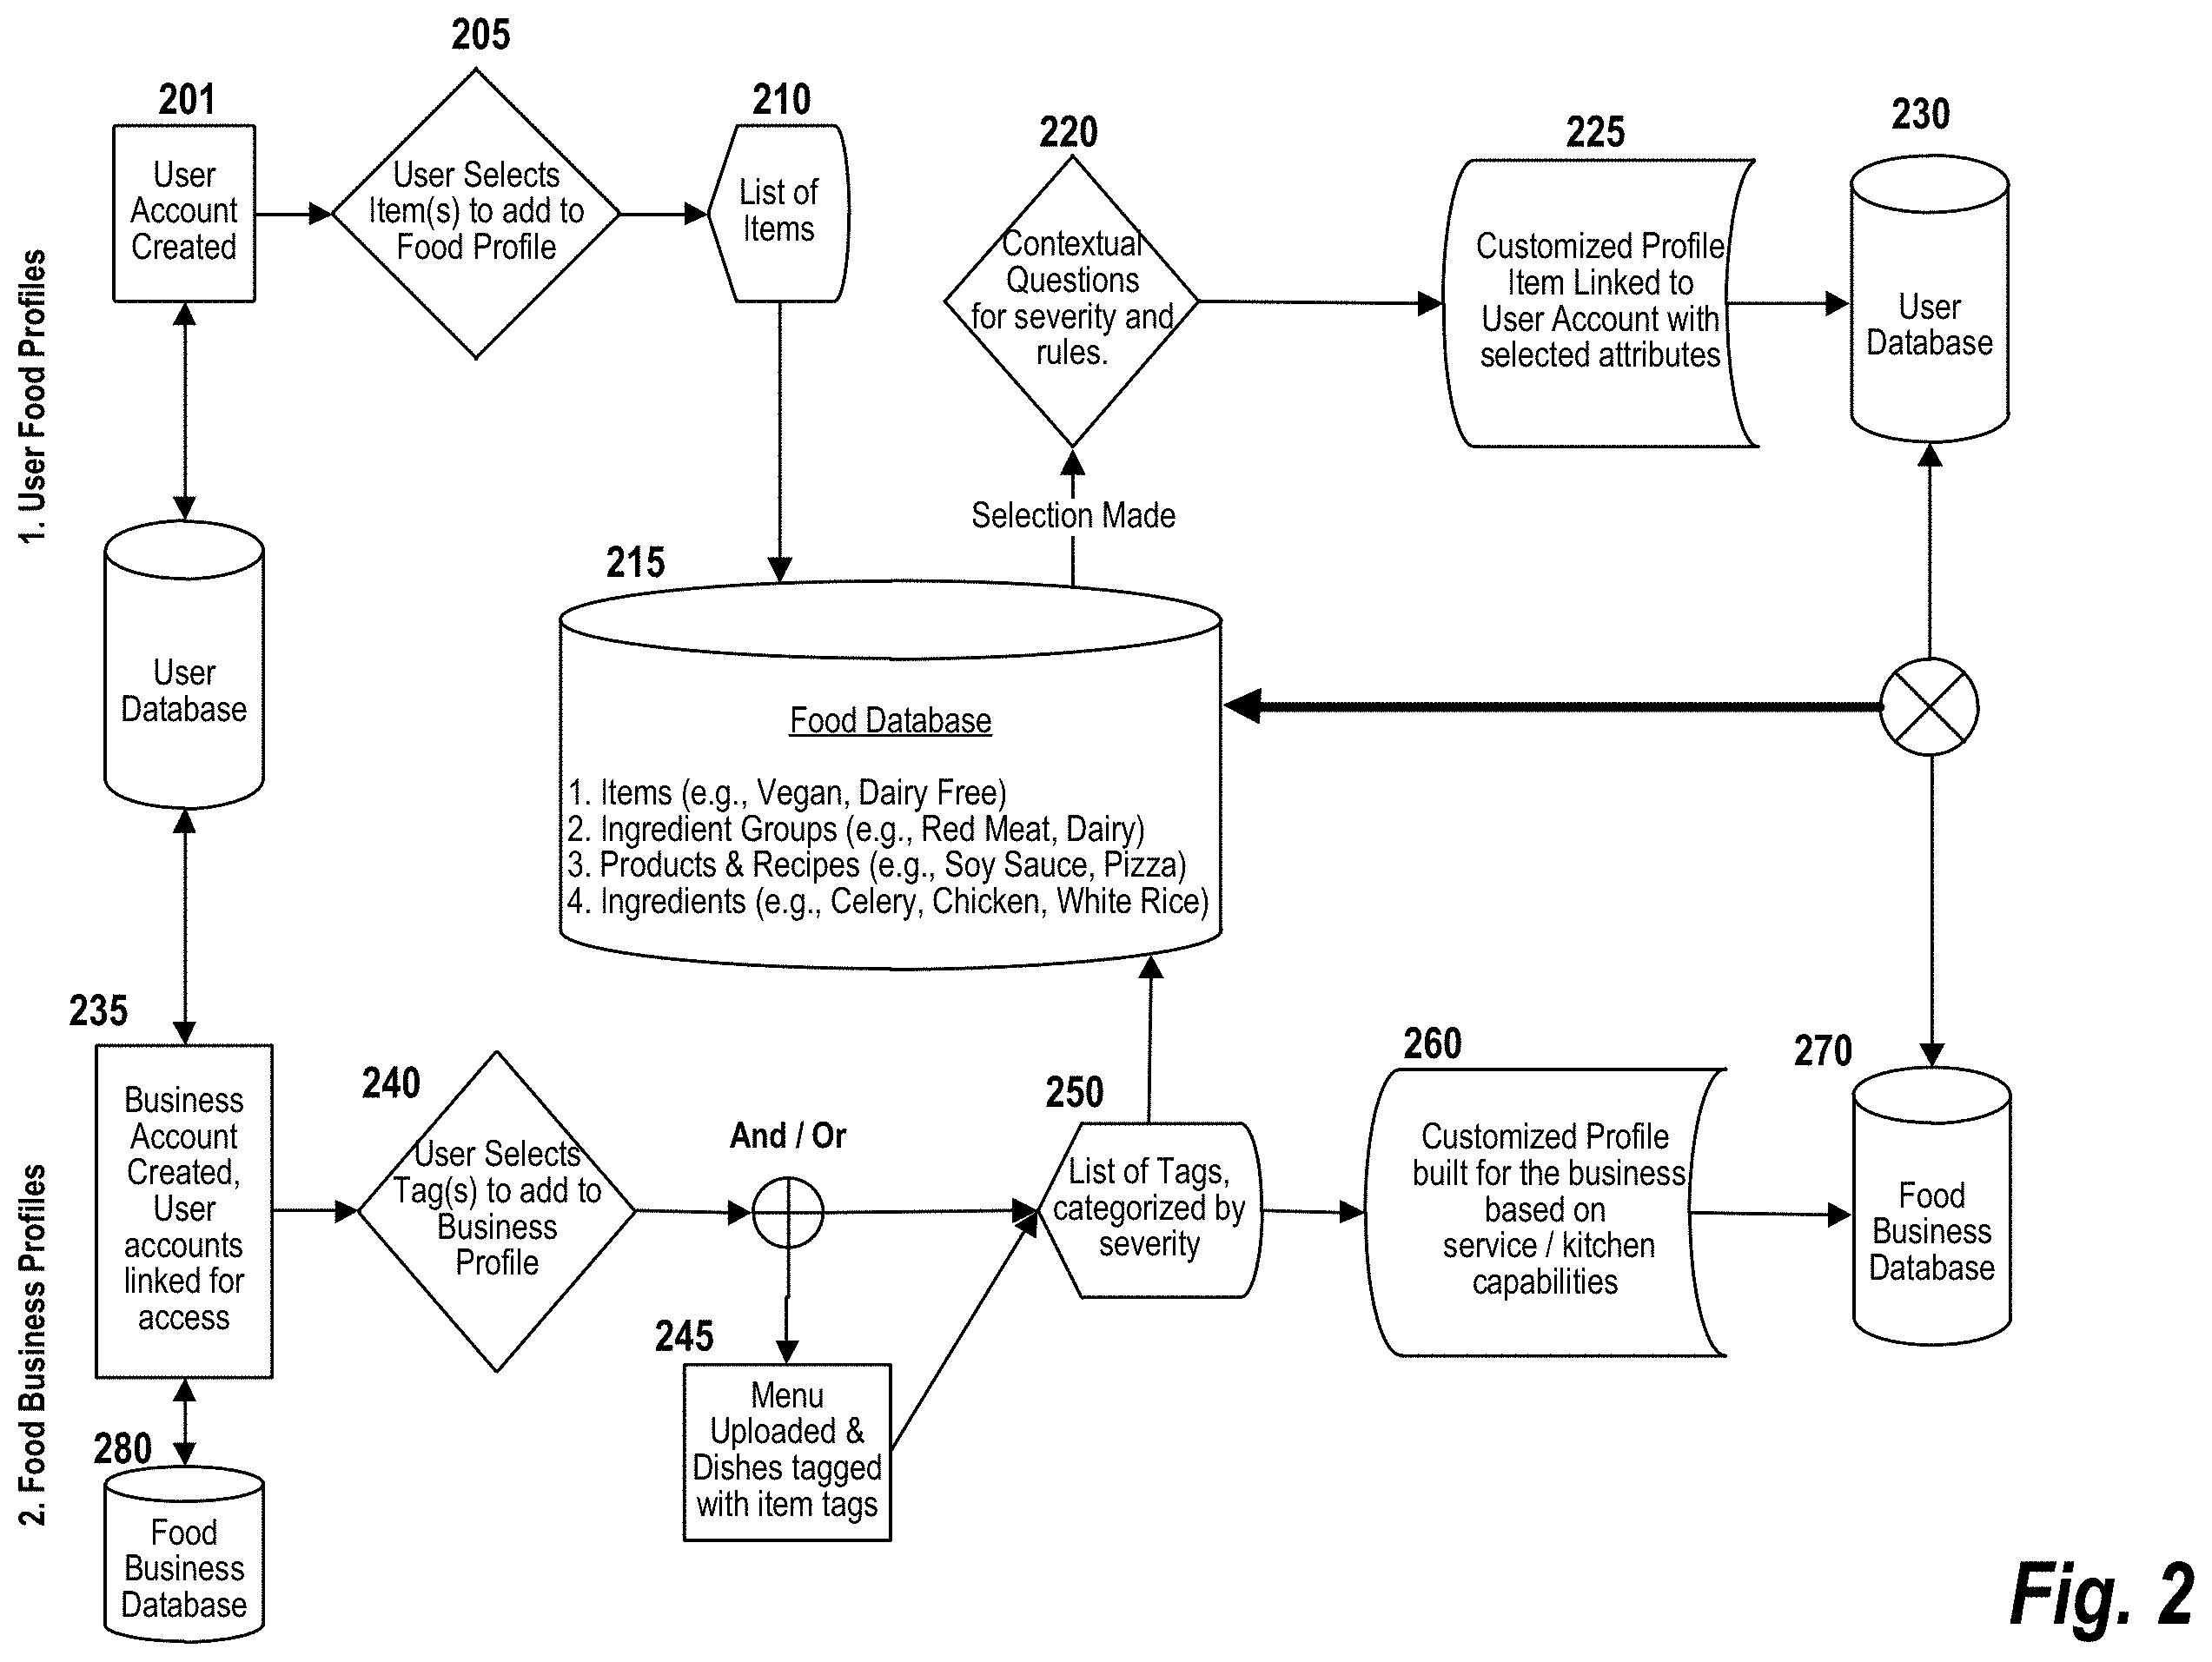 1. User Food Profiles
201
User
Account
Created
205
User Selects
Item(s) to add to
Food Profile
210
List of
Items
220
Contextual
Questions
for severity and
rules.
225
Customized Profile
Item Linked to
User Account with
selected attributes
230
User
Database
Selection Made
User
Database
215
Food Database
1. Items (e.g., Vegan, Dairy Free)
2. Ingredient Groups (e.g., Red Meat, Dairy)
3. Products & Recipes (e.g., Soy Sauce, Pizza)
4. Ingredients (e.g., Celery, Chicken, White Rice)
2. Food Business Profiles
235
Business
Account
Created,
User
accounts
linked for
access
240
User Selects
Tag(s) to add to
Business
Profile
And / Or
245
Menu
Uploaded &
Dishes tagged
with item tags
250
List of Tags,
categorized by
severity
260
Customized Profile
built for the business
based on
service / kitchen
capabilities
270
Food
Business
Database
280
Food
Business
Database
Fig. 2